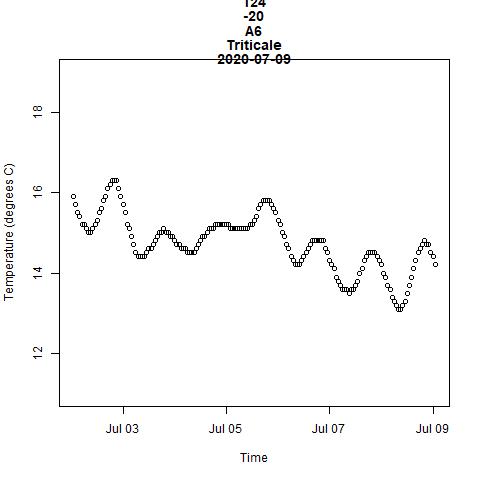 124
-20
A6
Triticale
2020-07-09
18
16
14
12
Temperature (degrees C)
Jul 03
Jul 05
Jul 07
Jul 09
Time